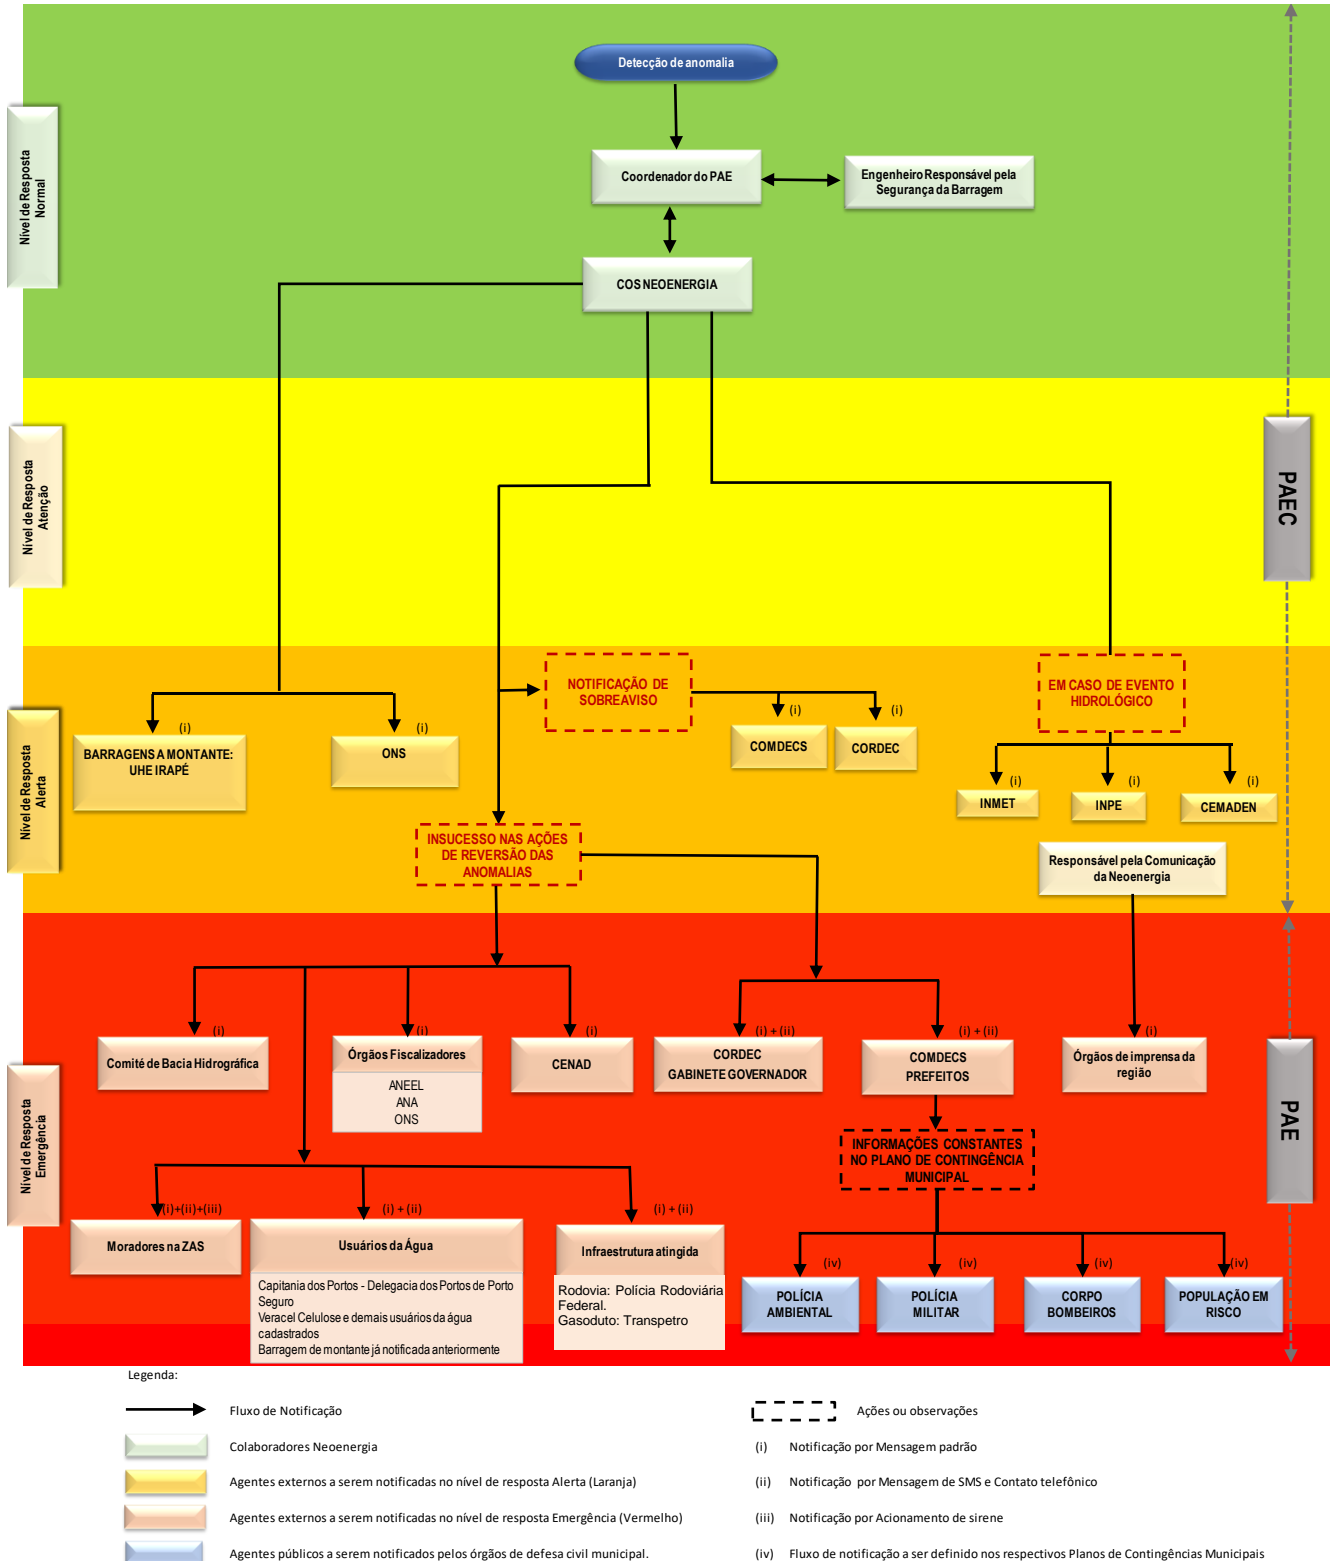 Detecção de anomalia
Nível de Resposta
Normal
Coordenador do PAE
Engenheiro Responsável pela
Segurança da Barragem
COS NEOENERGIA
Nível de Resposta
Atenção
PAEC
Nível de Resposta
Alerta
NOTIFICAÇÃO DE
SOBREAVISO
EM CASO DE EVENTO
HIDROLÓGICO
(i)
BARRAGENS A MONTANTE:
UHE IRAPÉ
(i)
ONS
(i)
COMDECS
(i)
CORDEC
(i)
INMET
(i)
INPE
(i)
CEMADEN
INSUCESSO NAS AÇÕES
DE REVERSÃO DAS
ANOMALIAS
Responsável pela Comunicação
da Neoenergia
Nível de Resposta
Emergência
PAE
(i)
Comité de Bacia Hidrográfica
(i)
Órgãos Fiscalizadores
ANEEL
ANA
ONS
(i)
CENAD
(i) + (ii)
CORDEC
GABINETE GOVERNADOR
(i) + (ii)
COMDECS
PREFEITOS
(i)
Órgãos de imprensa da
região
INFORMAÇÕES CONSTANTES
NO PLANO DE CONTINGÊNCIA
MUNICIPAL
(i)+(ii)+(iii)
Moradores na ZAS
(i) + (ii)
Usuários da Água
Capitania dos Portos - Delegacia dos Portos de Porto
Seguro
Veracel Celulose e demais usuários da água
cadastrados
Barragem de montante já notificada anteriormente
(i) + (ii)
Infraestrutura atingida
Rodovia: Polícia Rodoviária
Federal.
Gasoduto: Transpetro
(iv)
POLÍCIA
AMBIENTAL
(iv)
POLÍCIA
MILITAR
(iv)
CORPO
BOMBEIROS
(iv)
POPULAÇÃO EM
RISCO
Legenda:
Fluxo de Notificação
Ações ou observações
Colaboradores Neoenergia
(i) Notificação por Mensagem padrão
Agentes externos a serem notificadas no nível de resposta Alerta (Laranja)
(ii) Notificação por Mensagem de SMS e Contato telefônico
Agentes externos a serem notificadas no nível de resposta Emergência (Vermelho)
(iii) Notificação por Acionamento de sirene
Agentes públicos a serem notificados pelos órgãos de defesa civil municipal.
(iv) Fluxo de notificação a ser definido nos respectivos Planos de Contingências Municipais